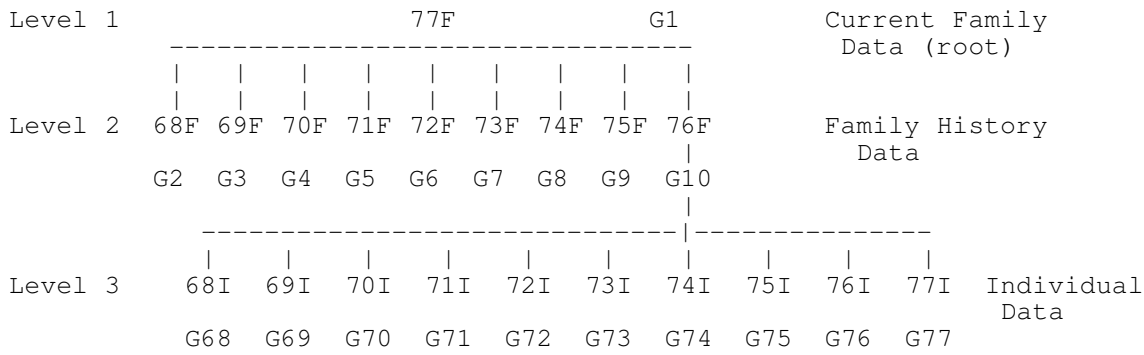 Level 1 77F G1 Current Family
Data (root)
Level 2 68F 69F 70F 71F 72F 73F 74F 75F 76F Family History
Data
G2 G3 G4 G5 G6 G7 G8 G9 G10
Level 3 68I 69I 70I 71I 72I 73I 74I 75I 76I 77I Individual
Data
G68 G69 G70 G71 G72 G73 G74 G75 G76 G77